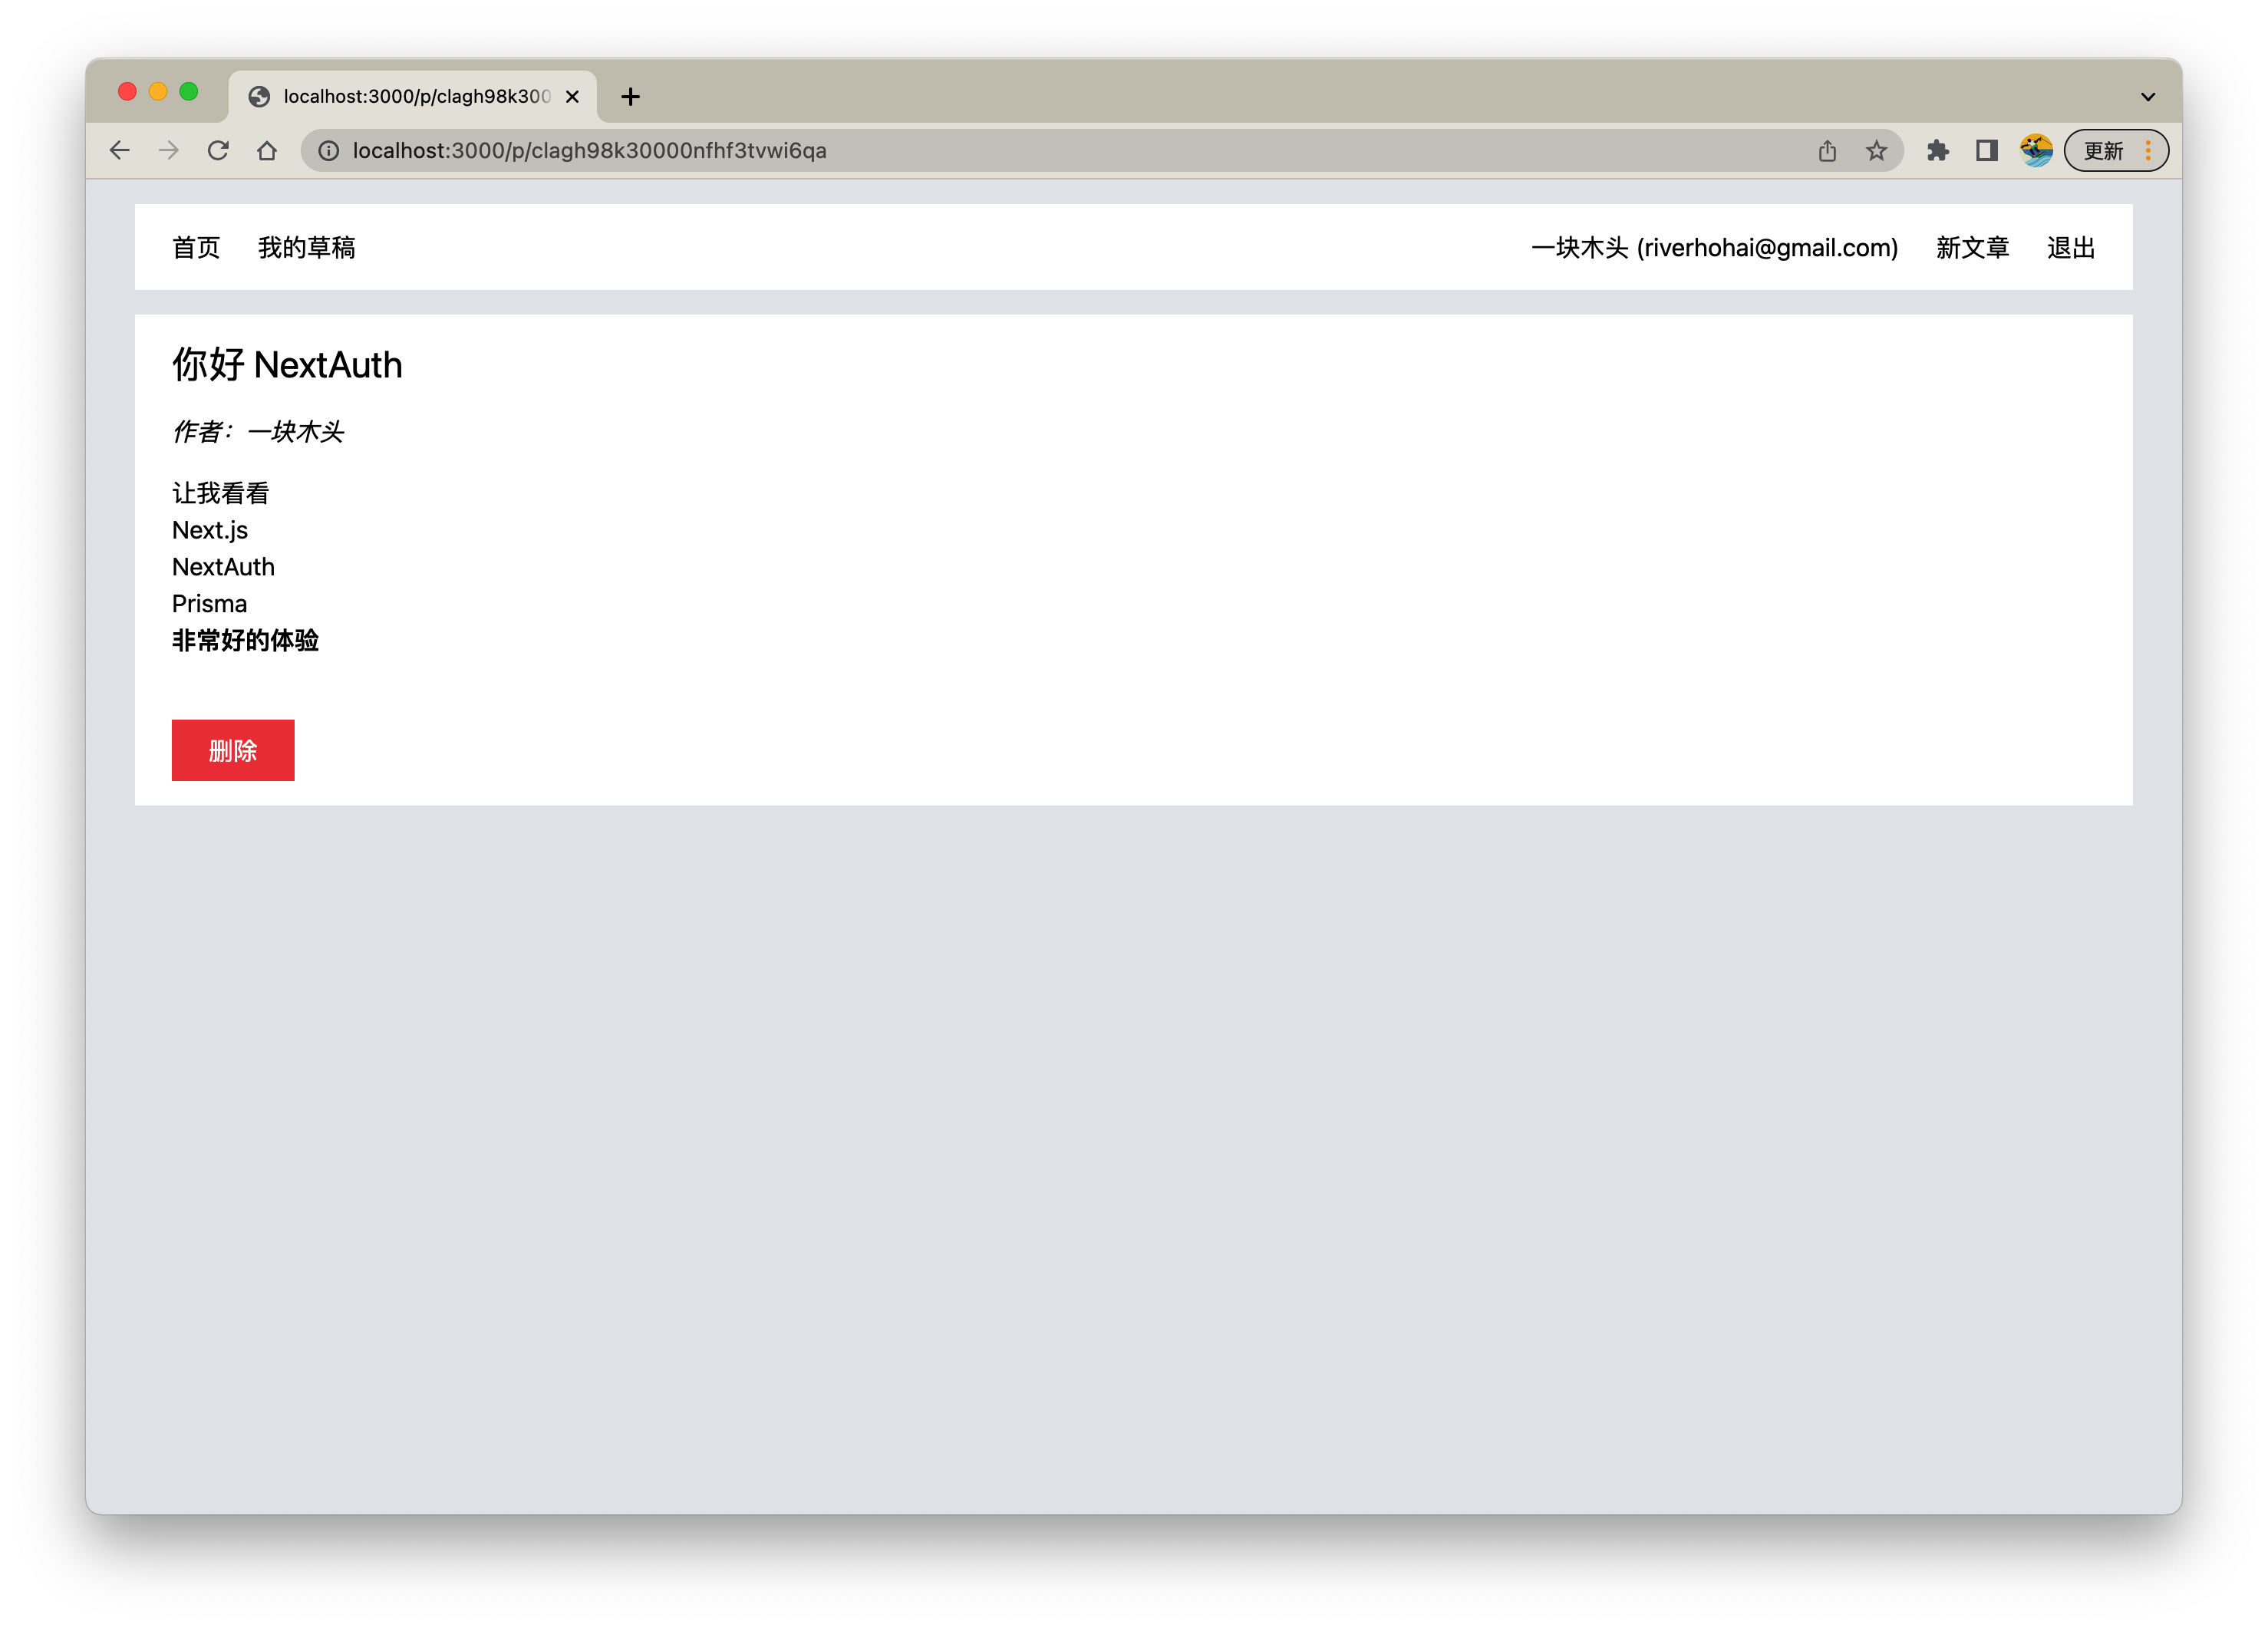 localhost:3000/p/clagh98k300
localhost:3000/p/clagh98k30000nfhf3tvwi6qa
更新
首页 我的草稿 一块木头 (riverhohai@gmail.com) 新文章 退出
你好 NextAuth
作者：一块木头
让我看看
Next.js
NextAuth
Prisma
非常好的体验
删除